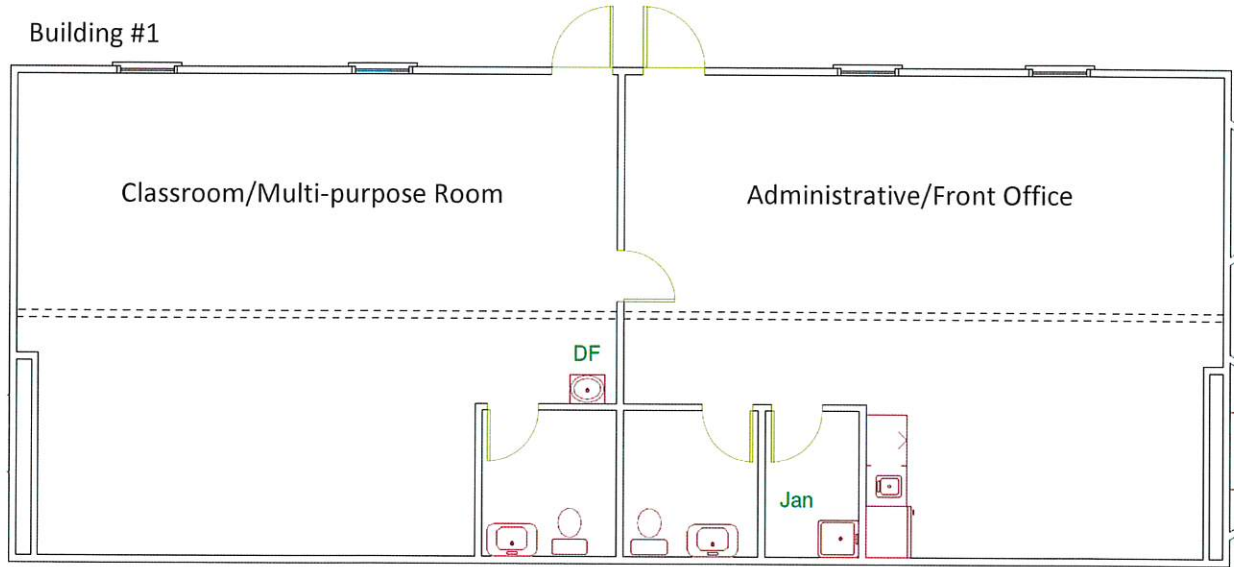 Building #1
Classroom/Multi-purpose Room
Administrative/Front Office
DF
Jan